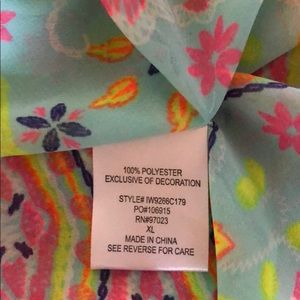 100% POLYESTER
EXCLUSIVE OF DECORATION
STYLE# IW9266C179
PO#106915
RN#97023
XL
MADE IN CHINA
SEE REVERSE FOR CARE